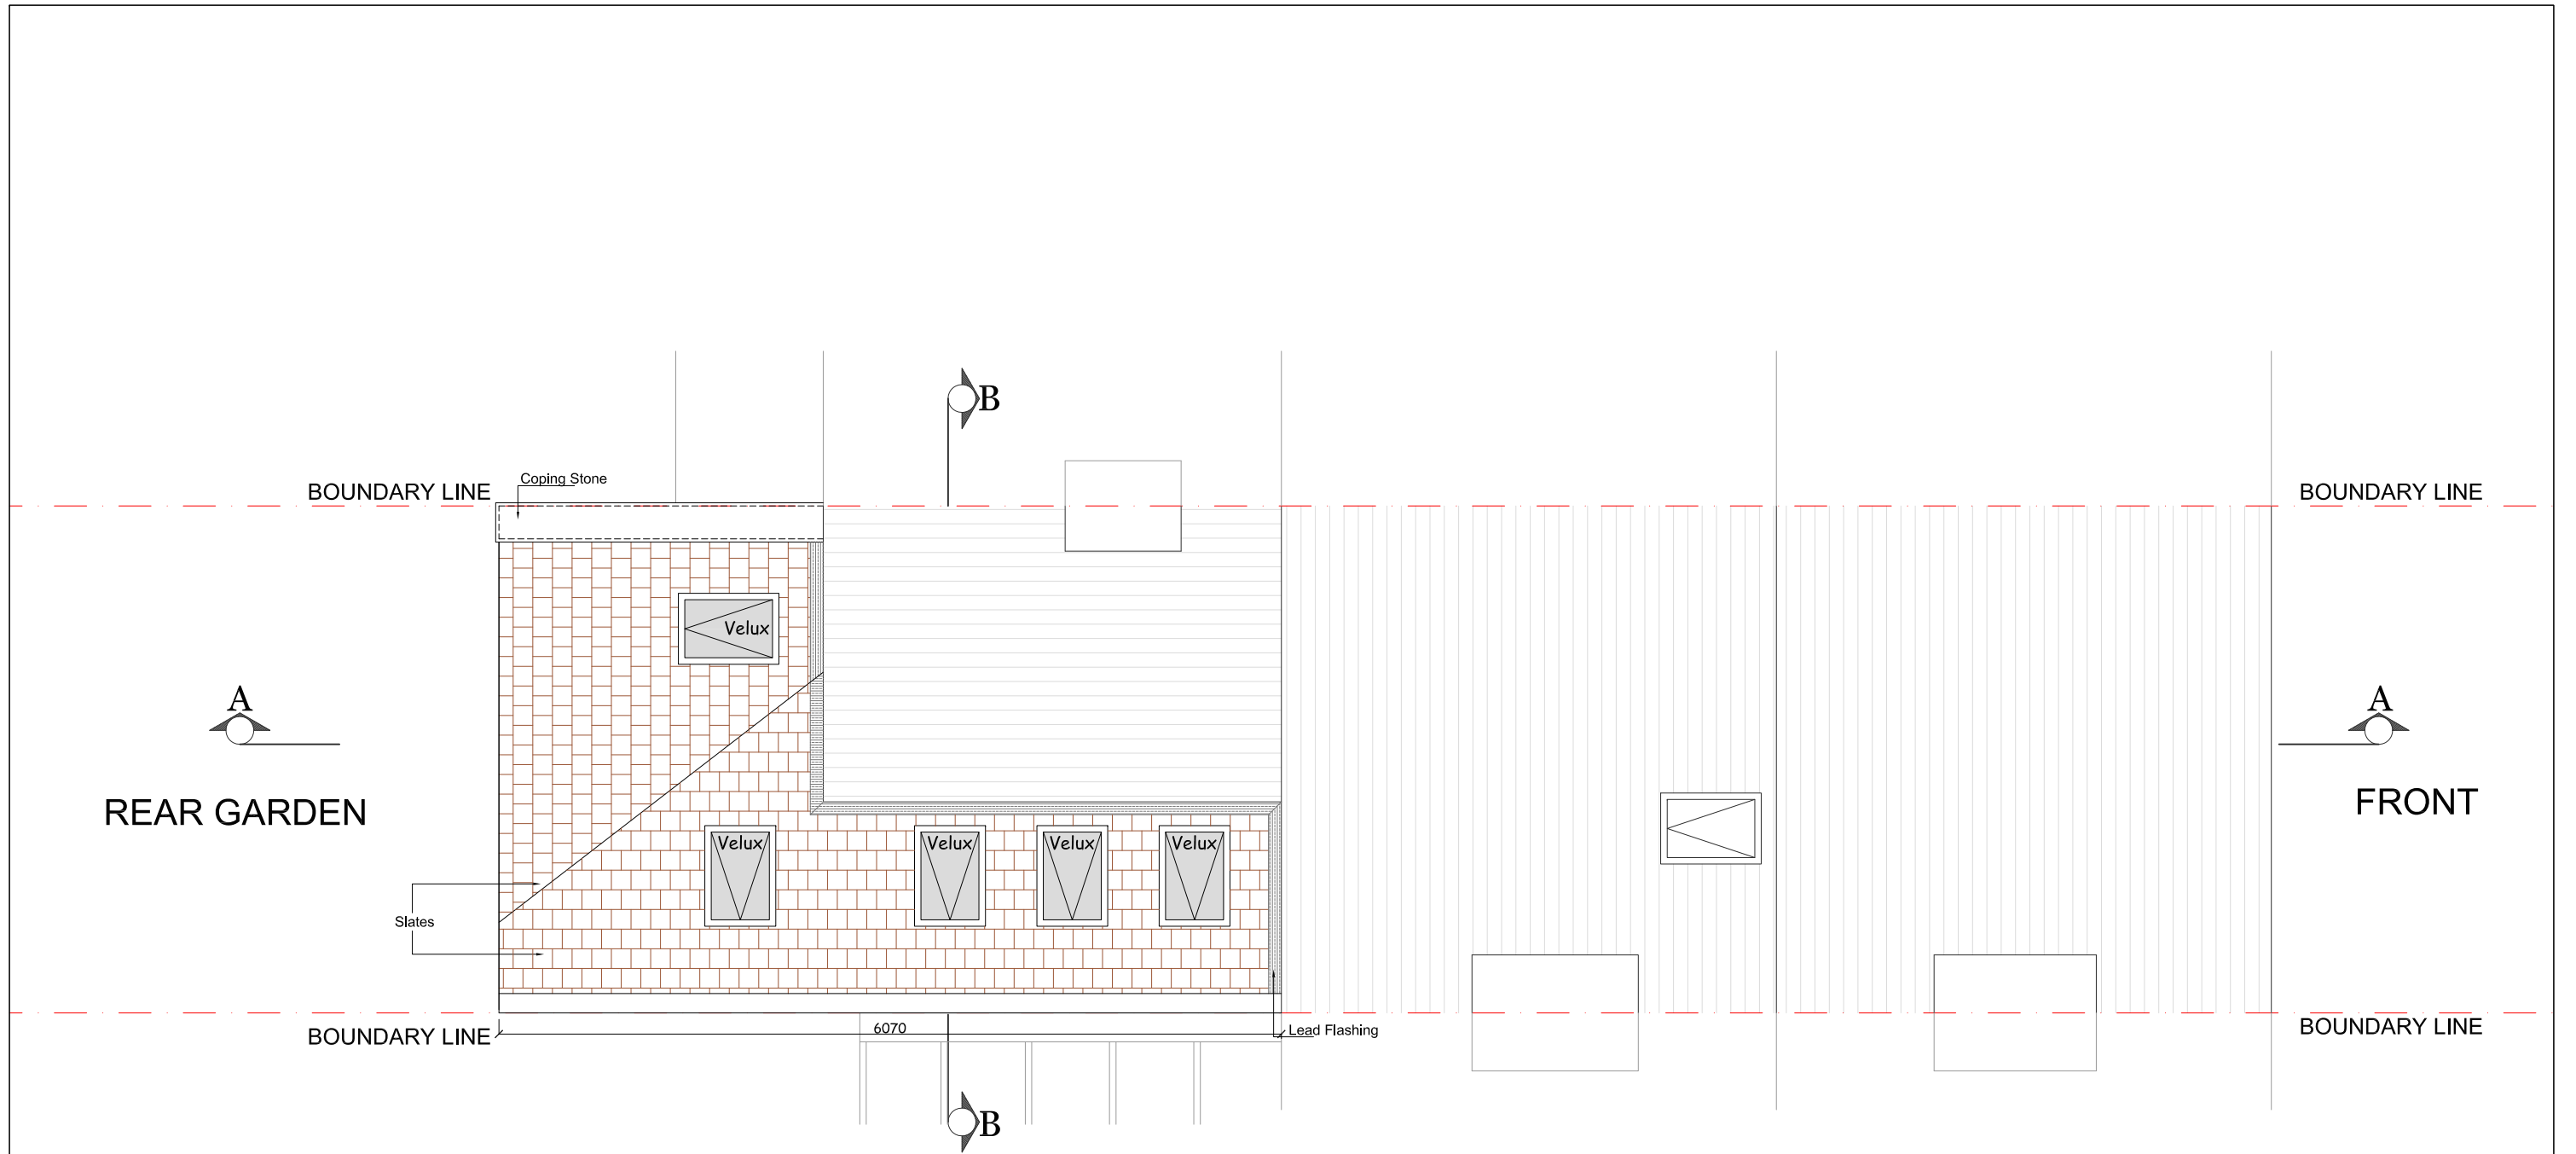 B
Coping Stone
BOUNDARY LINE
BOUNDARY LINE
Velux
A
A
REAR GARDEN
FRONT
Velux
Velux
Velux
Velux
Slates
6070
Lead Flashing
BOUNDARY LINE
BOUNDARY LINE
B